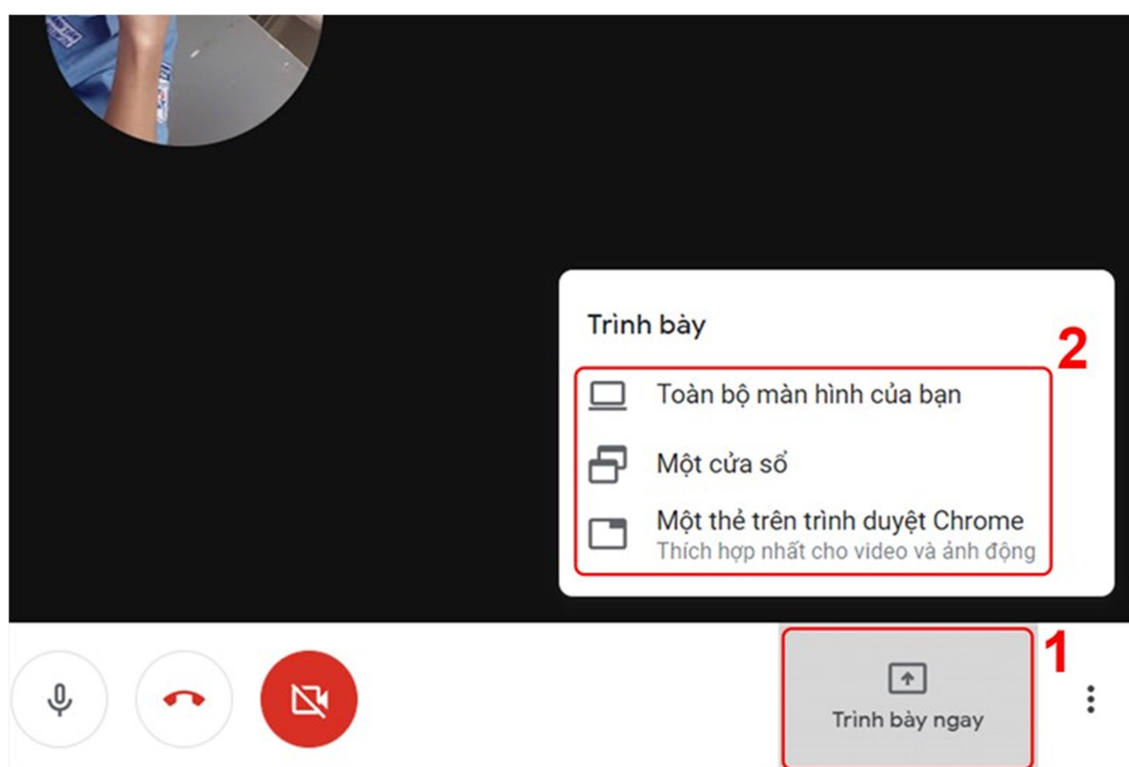 Trình bày
2
Toàn bộ màn hình của bạn
Một cửa sổ
Một thẻ trên trình duyệt Chrome
Thích hợp nhất cho video và ảnh động
1
Trình bày ngay